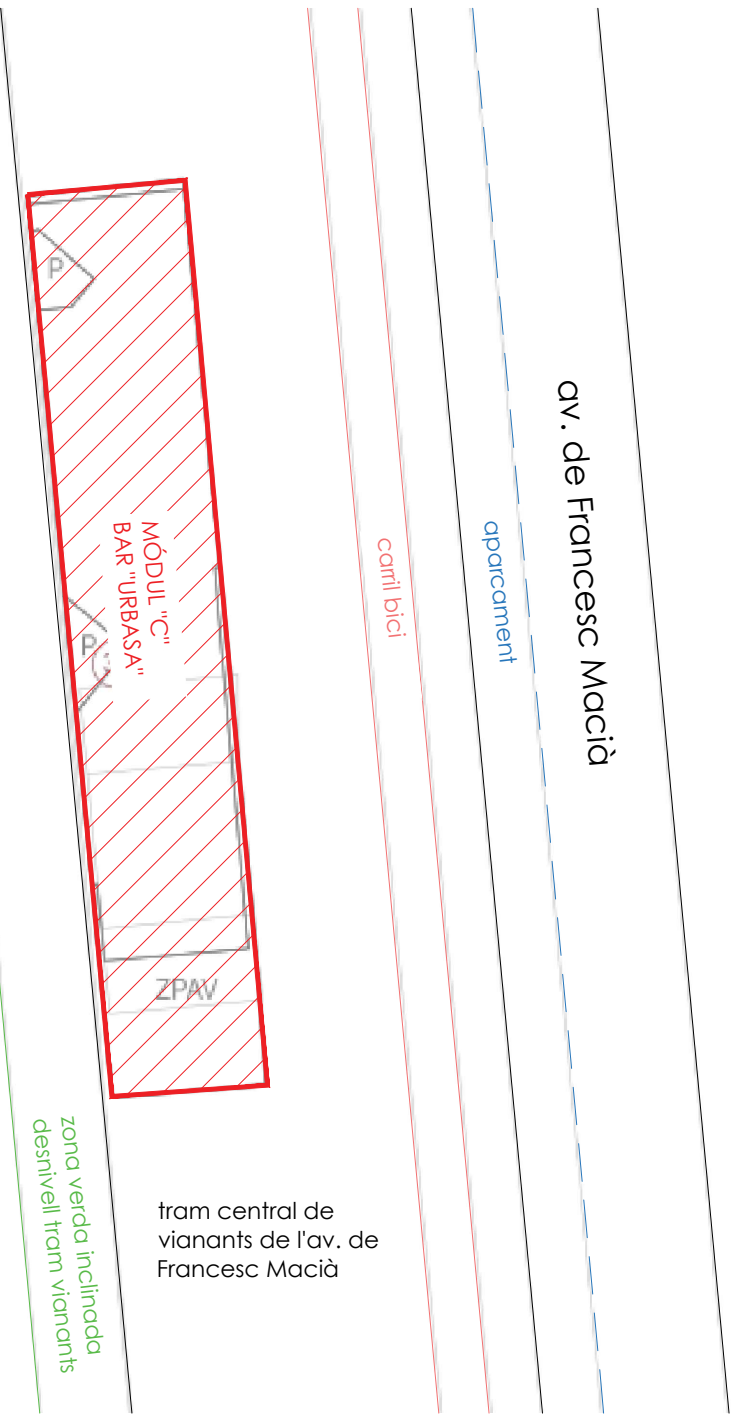 av. de Francesc Macià
aparcament
carril bici
P
MÓDUL "C"
BAR "URBASA"
P
ZPAV
zona verda inclinada
desnivell tram vianants
tram central de
vianants de l'av. de
Francesc Macià